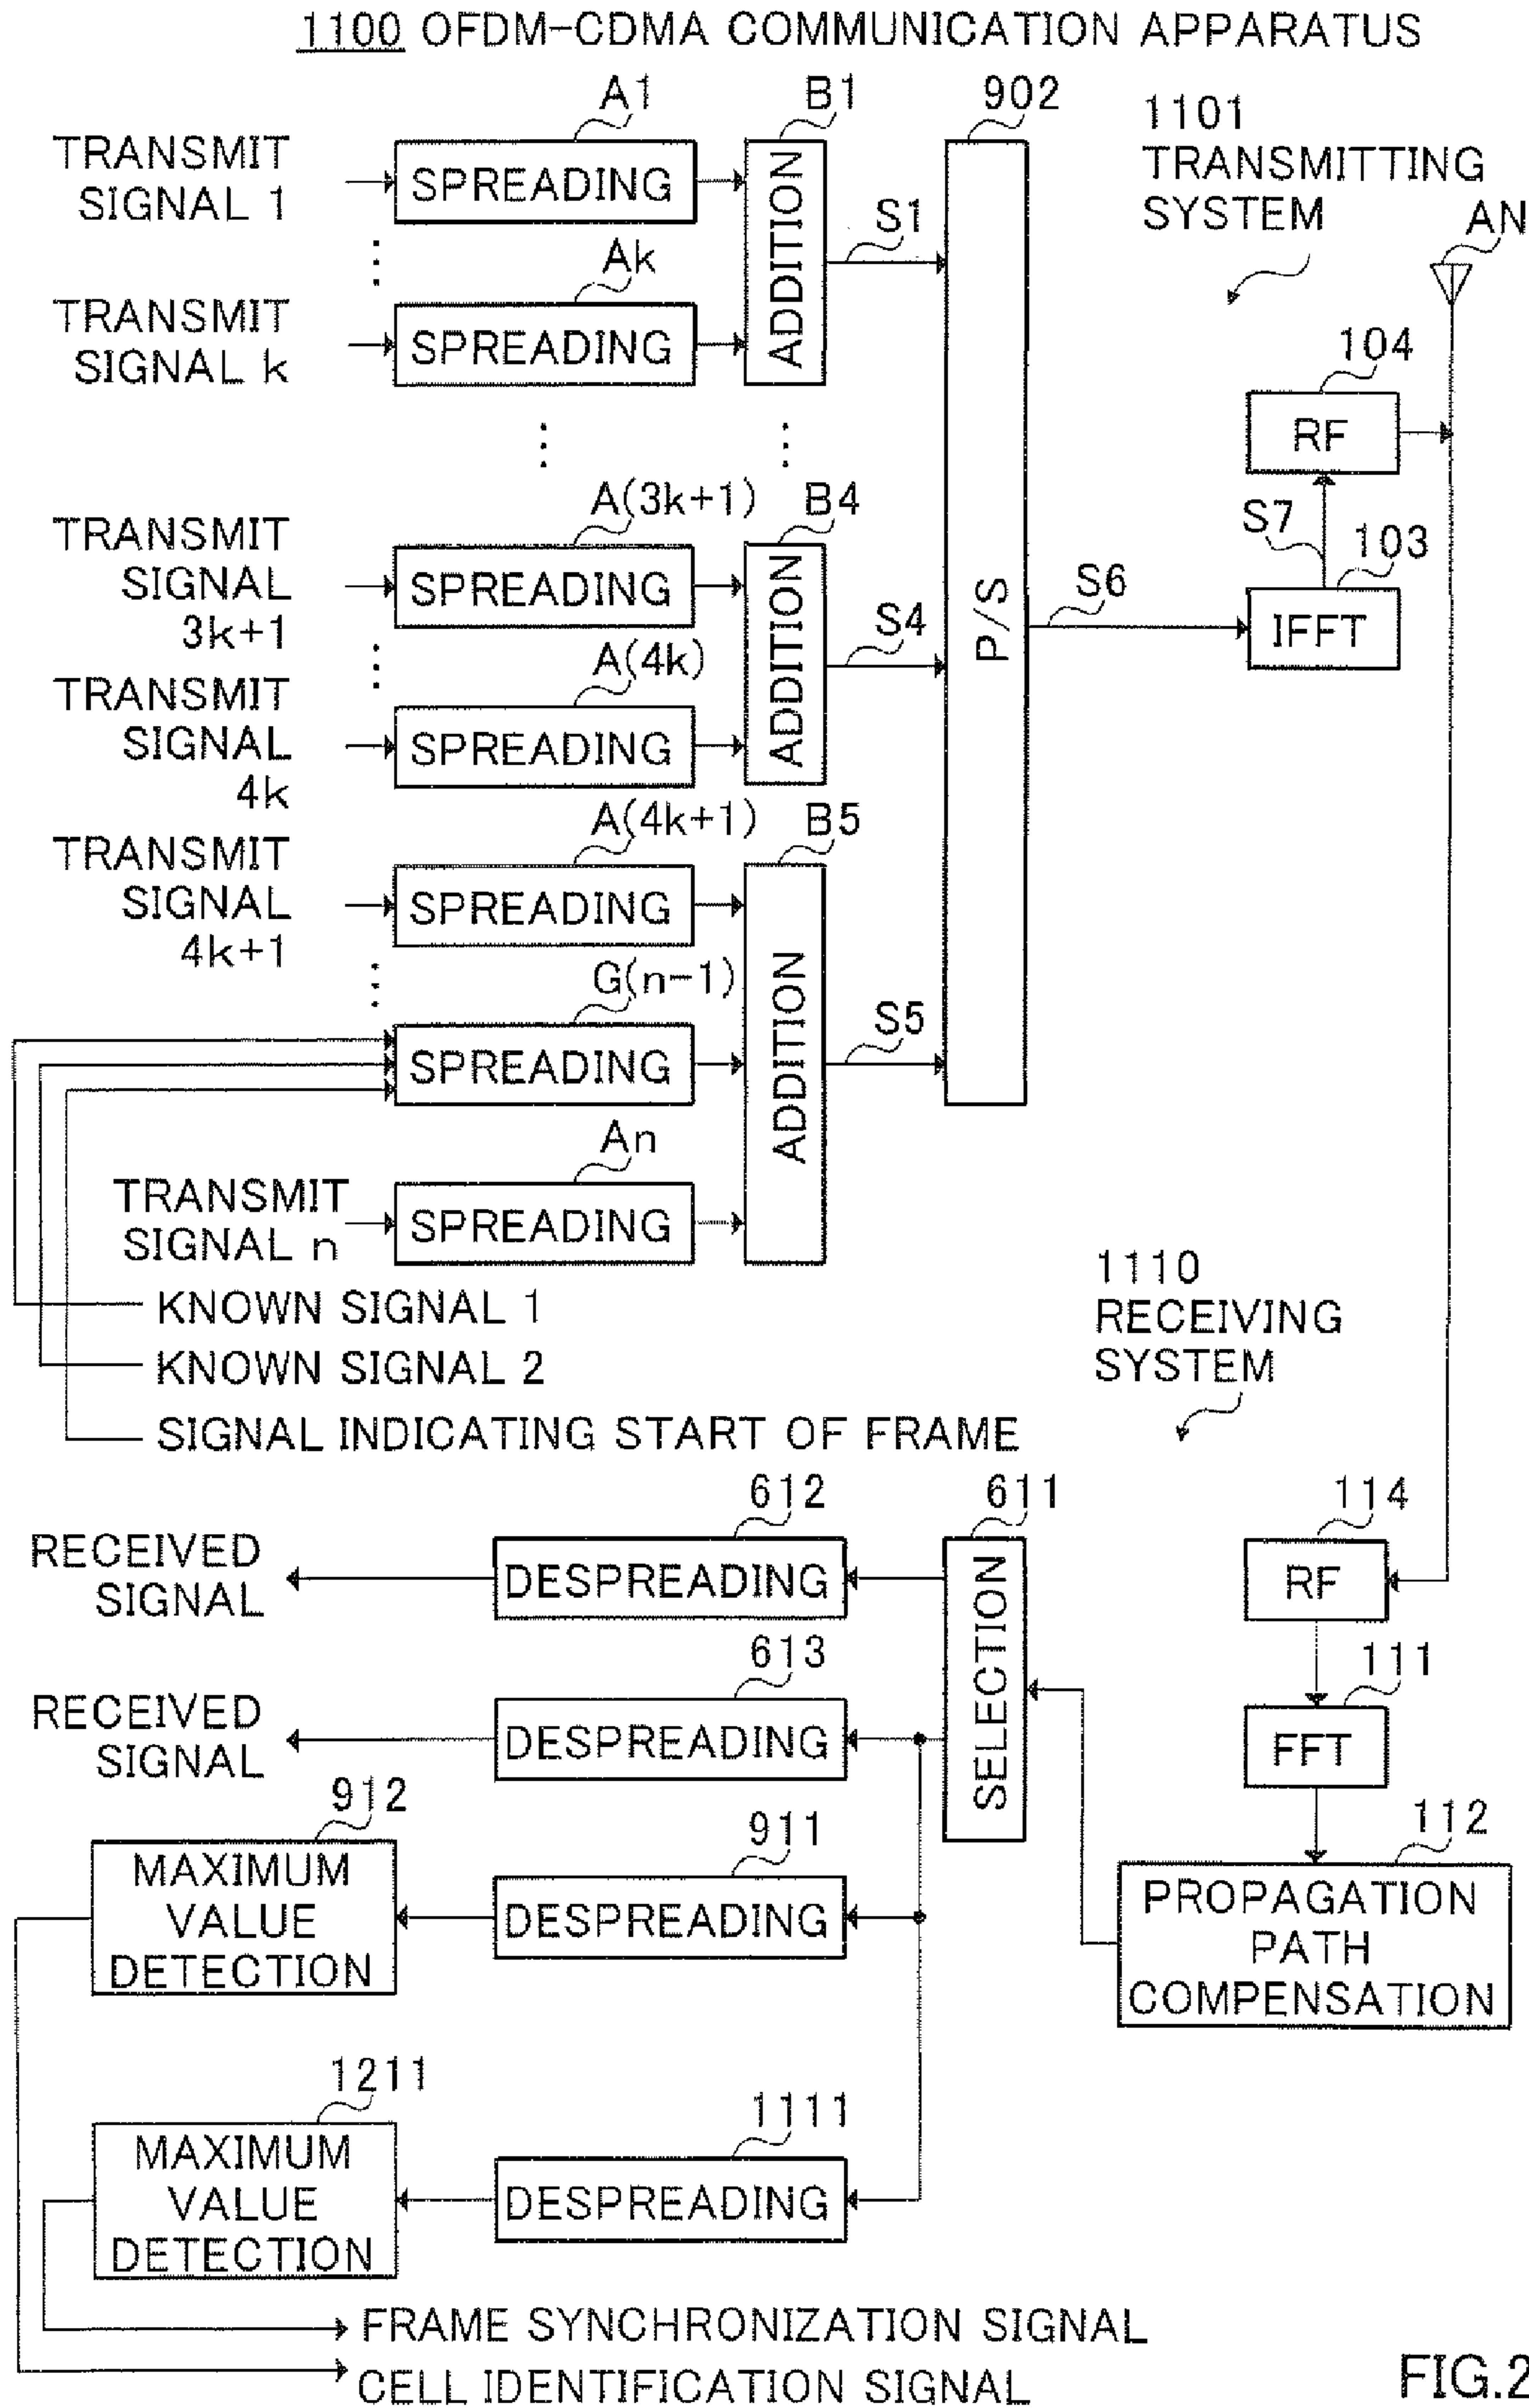 1100 OFDM-CDMA COMMUNICATION APPARATUS
A1
B1
902
1101
TRANSMITTING
SYSTEM
AN
TRANSMIT
SIGNAL 1
SPREADING
ADDITION
S1
Ak
TRANSMIT
SIGNAL k
SPREADING
104
RF
A(3k+1)
B4
S7
103
TRANSMIT
SIGNAL
3k+1
SPREADING
ADDITION
S4
P/S
S6
IFFT
A(4k)
TRANSMIT
SIGNAL
4k
SPREADING
A(4k+1)
B5
TRANSMIT
SIGNAL
4k+1
SPREADING
G(n-1)
SPREADING
ADDITION
S5
An
TRANSMIT
SIGNAL n
SPREADING
KNOWN SIGNAL 1
KNOWN SIGNAL 2
SIGNAL INDICATING START OF FRAME
1110
RECEIVING
SYSTEM
612
611
114
RECEIVED
SIGNAL
DESPREADING
SELECTION
RF
613
111
RECEIVED
SIGNAL
DESPREADING
FFT
912
911
112
MAXIMUM
VALUE
DETECTION
DESPREADING
PROPAGATION
PATH
COMPENSATION
1211
1111
MAXIMUM
VALUE
DETECTION
DESPREADING
FRAME SYNCHRONIZATION SIGNAL
CELL IDENTIFICATION SIGNAL
FIG.2